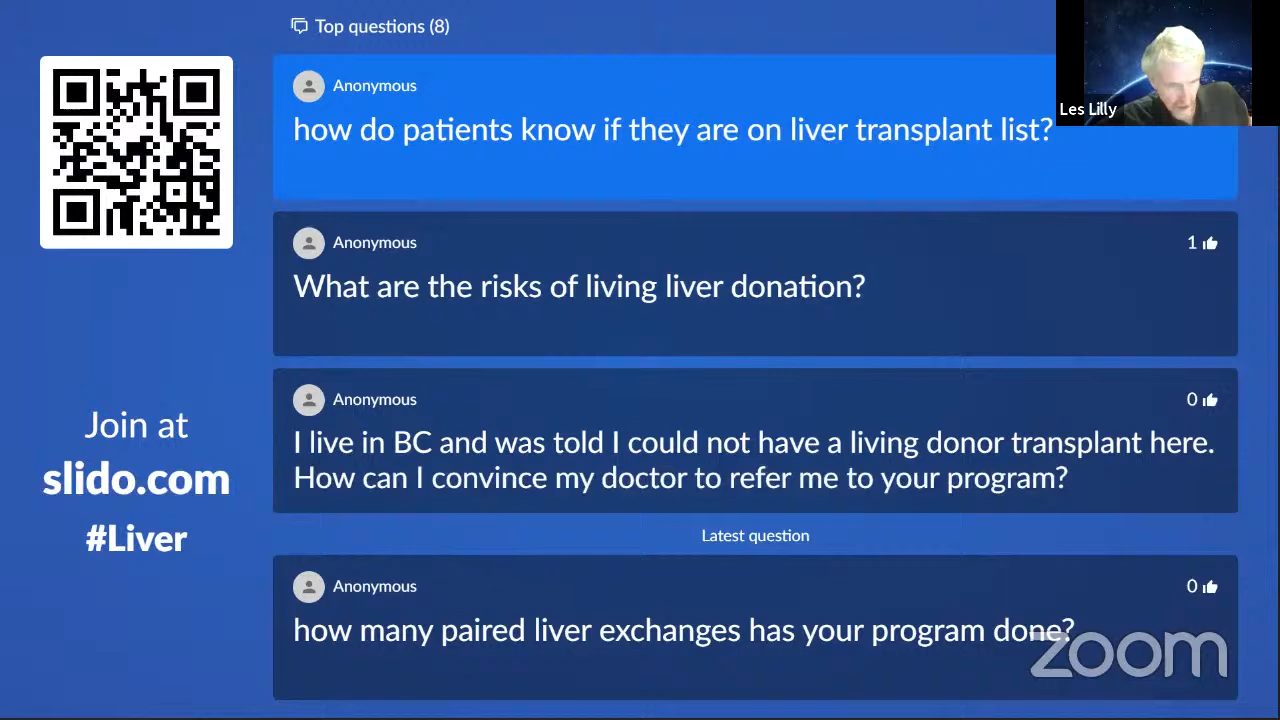 Top questions (8)
Anonymous
how do patients know if they are on liver transplant list?
Les Lilly
Anonymous
1
What are the risks of living liver donation?
Anonymous
0
I live in BC and was told I could not have a living donor transplant here.
How can I convince my doctor to refer me to your program?
Join at
slido.com
#Liver
Latest question
Anonymous
0
how many paired liver exchanges has your program done?
zoom